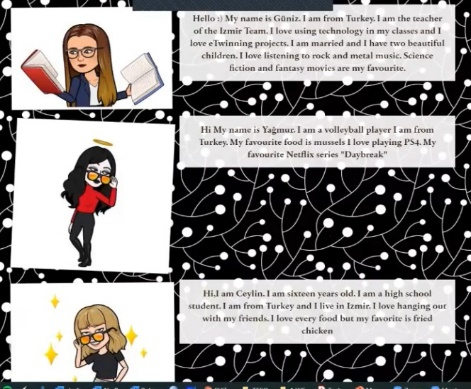 Hello :) My name is Güniz. I am from Turkey. I am the teacher
of the Izmir Team. I love using technology in my classes and I
love eTwinning projects. I am married and I have two beautiful
children. I love listening to rock and metal music. Science
fiction and fantasy movies are my favourite.
Hi My name is Yağmur. I am a volleyball player I am from
Turkey. My favourite food is mussels I love playing PS4. My
favourite Netflix series "Daybreak"
Hi,I am Ceylin. I am sixteen years old. I am a high school
student. I am from Turkey and I live in Izmir. I love hanging out
with my friends. I love every food but my favorite is fried
chicken